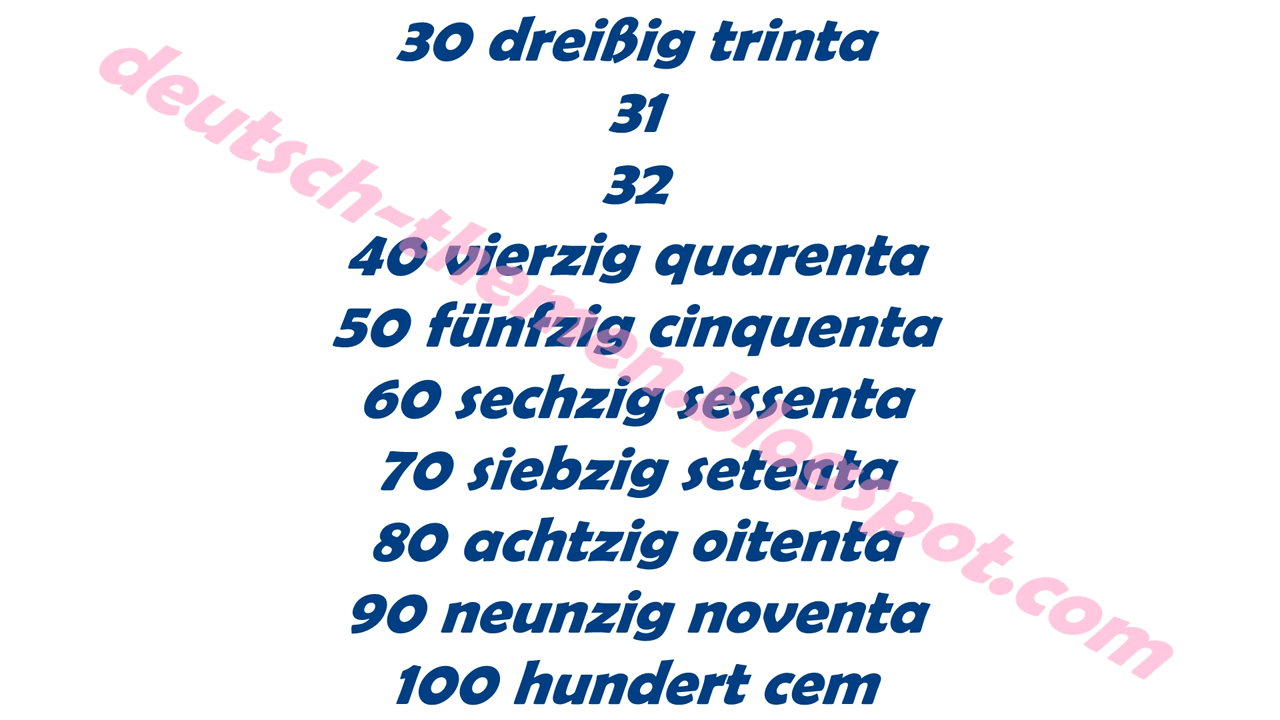 30 dreißig trinta
31
32
40 vierzig quarenta
50 fünfzig cinquenta
60 sechzig sessenta
70 siebzig setenta
80 achtzig oitenta
90 neunzig noventa
100 hundert cem
deutsch-themen.blogspot.com